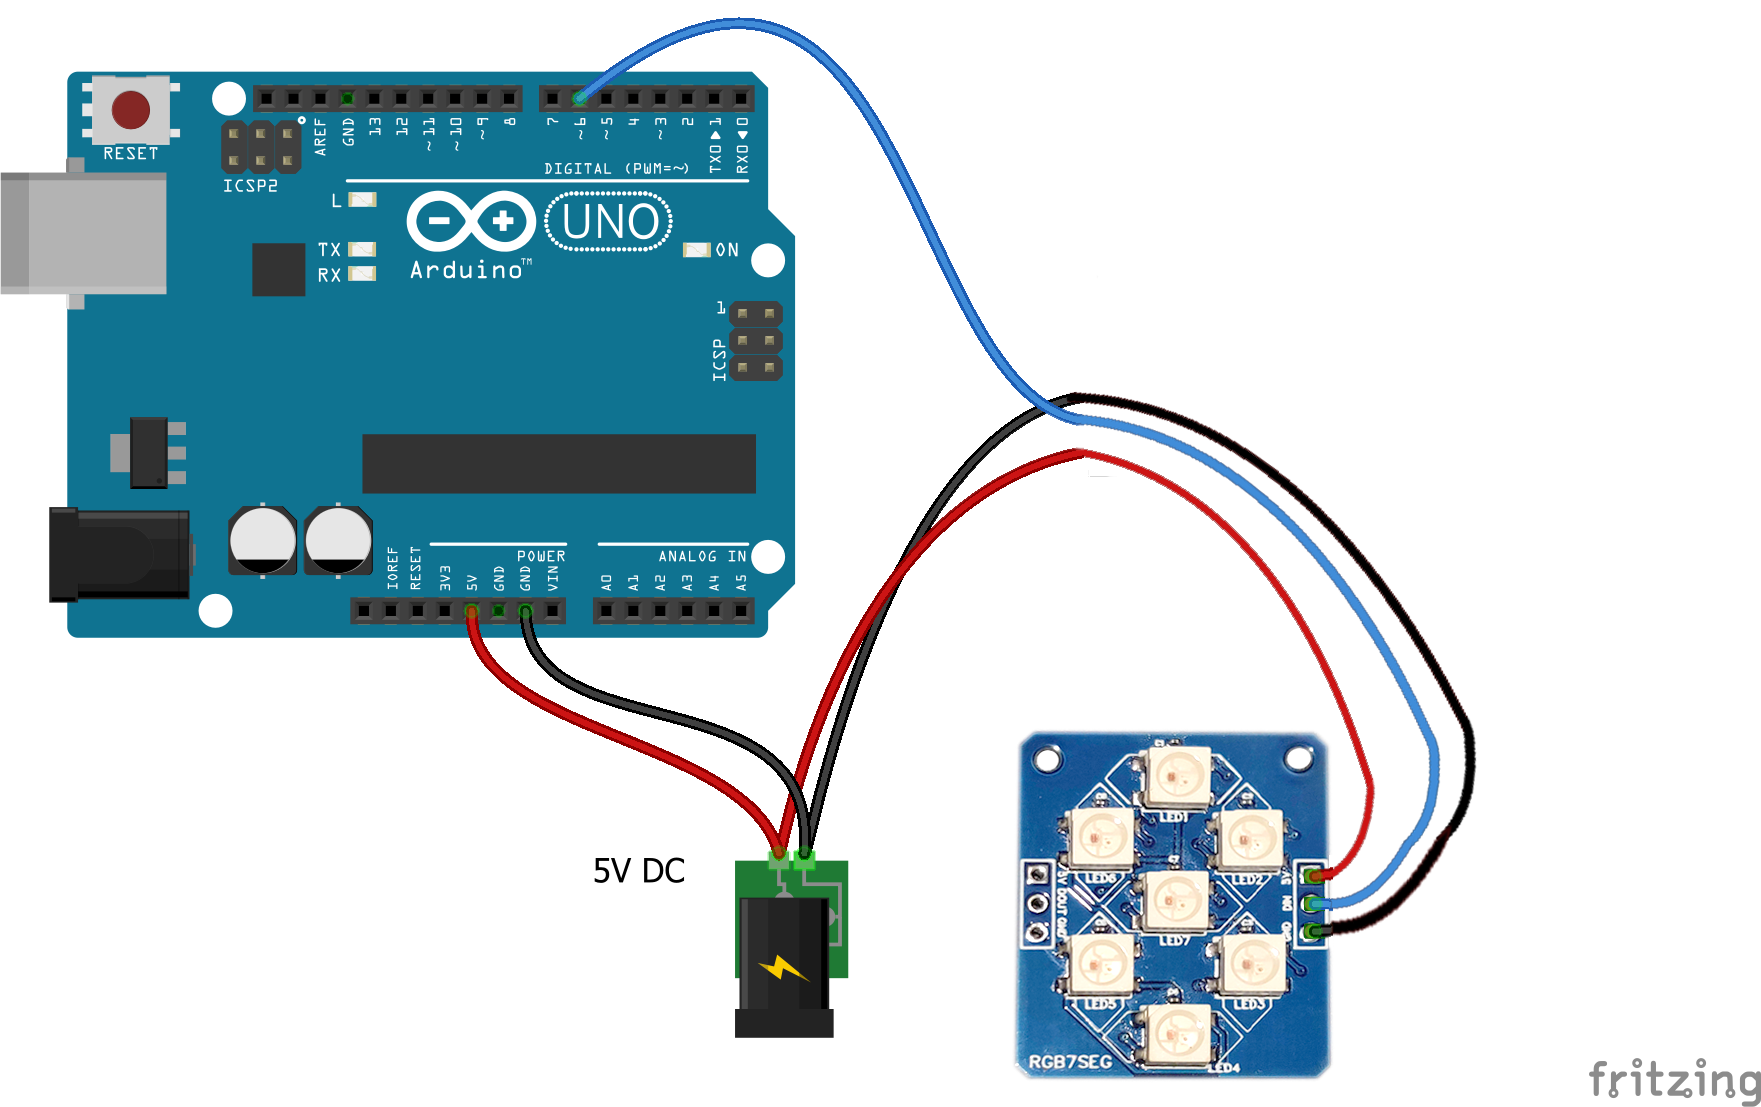 RESET
ICSP2
AREF
GND
13
12
~11
~10
~9
8
7
~6
~5
4
~3
2
TX0▶1
RX0◀0
DIGITAL (PWM=~)
L
TX
RX
UNO
Arduino™
ON
1
ICSP
IOREF
RESET
3V3
5V
GND
GND
VIN
POWER
ANALOG IN
A0
A1
A2
A3
A4
A5
5V DC
LED1
LED6
LED2
LED7
LED5
LED3
LED4
5V
DOUT
GND
5V
DIN
GND
RGB7SEG
fritzing